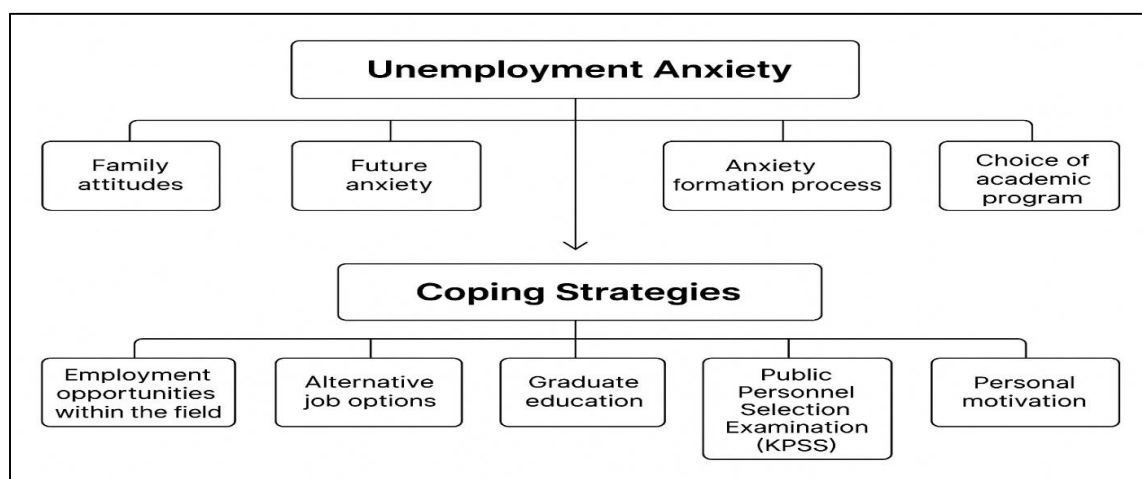 Unemployment Anxiety
Family
attitudes
Future
anxiety
Anxiety
formation process
Choice of
academic
program
Coping Strategies
Employment
opportunities
within the field
Alternative
job options
Graduate
education
Public
Personnel
Selection
Examination
(KPSS)
Personal
motivation